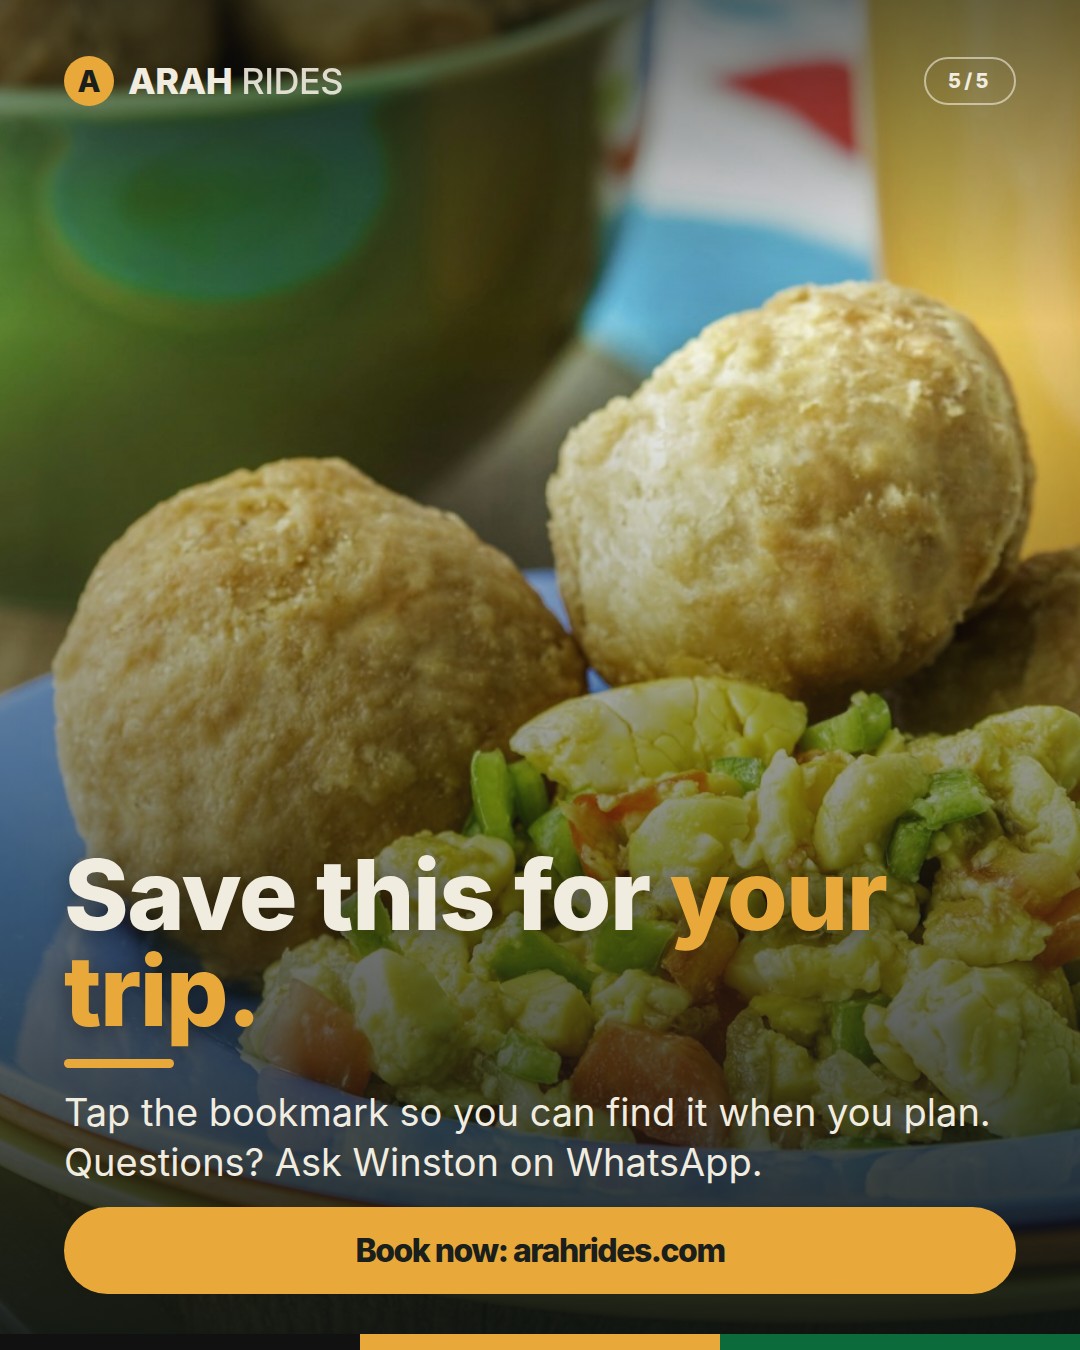 A ARAH RIDES
5/5
Save this for your
trip.
Tap the bookmark so you can find it when you plan.
Questions? Ask Winston on WhatsApp.
Book now: arahrides.com